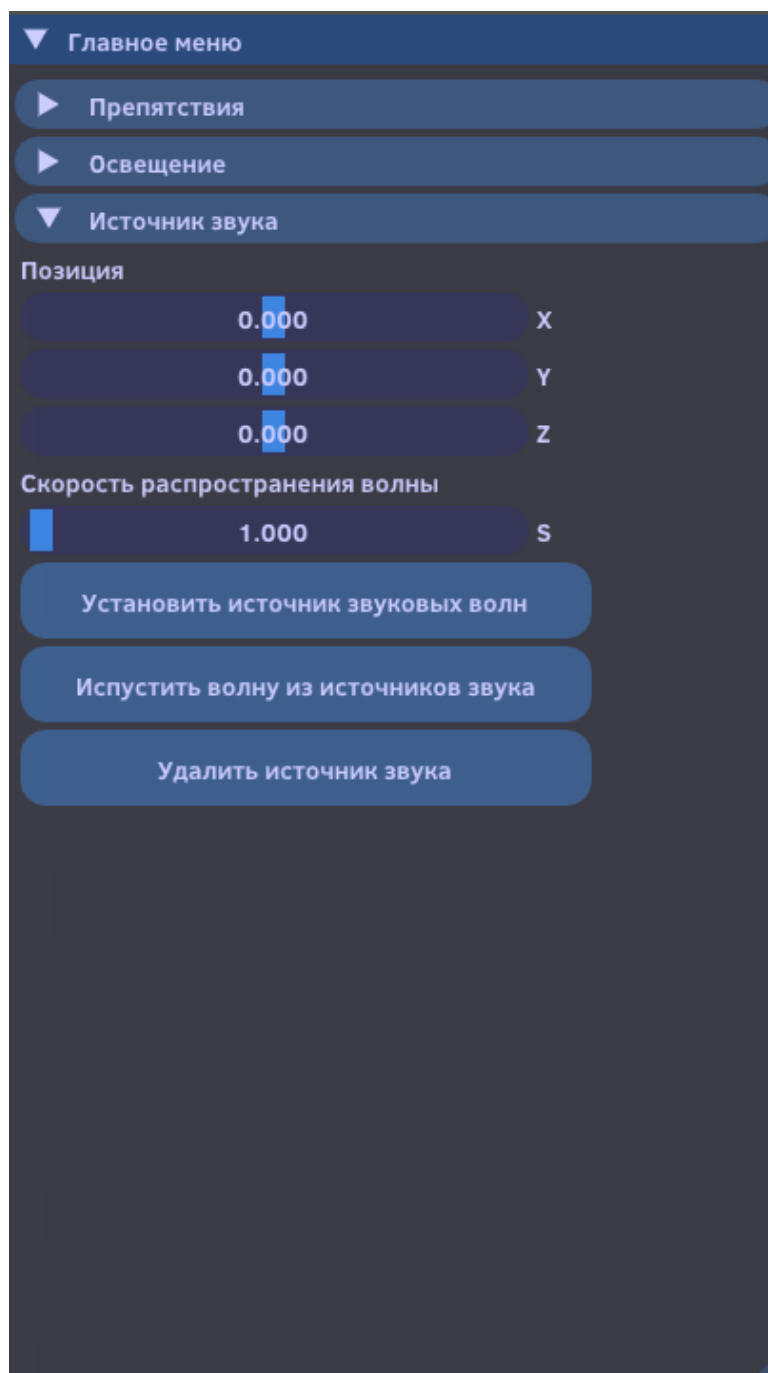 Главное меню
Препятствия
Освещение
Источник звука
Позиция
0.000 X
0.000 Y
0.000 Z
Скорость распространения волны
1.000 S
Установить источник звуковых волн
Испустить волну из источников звука
Удалить источник звука